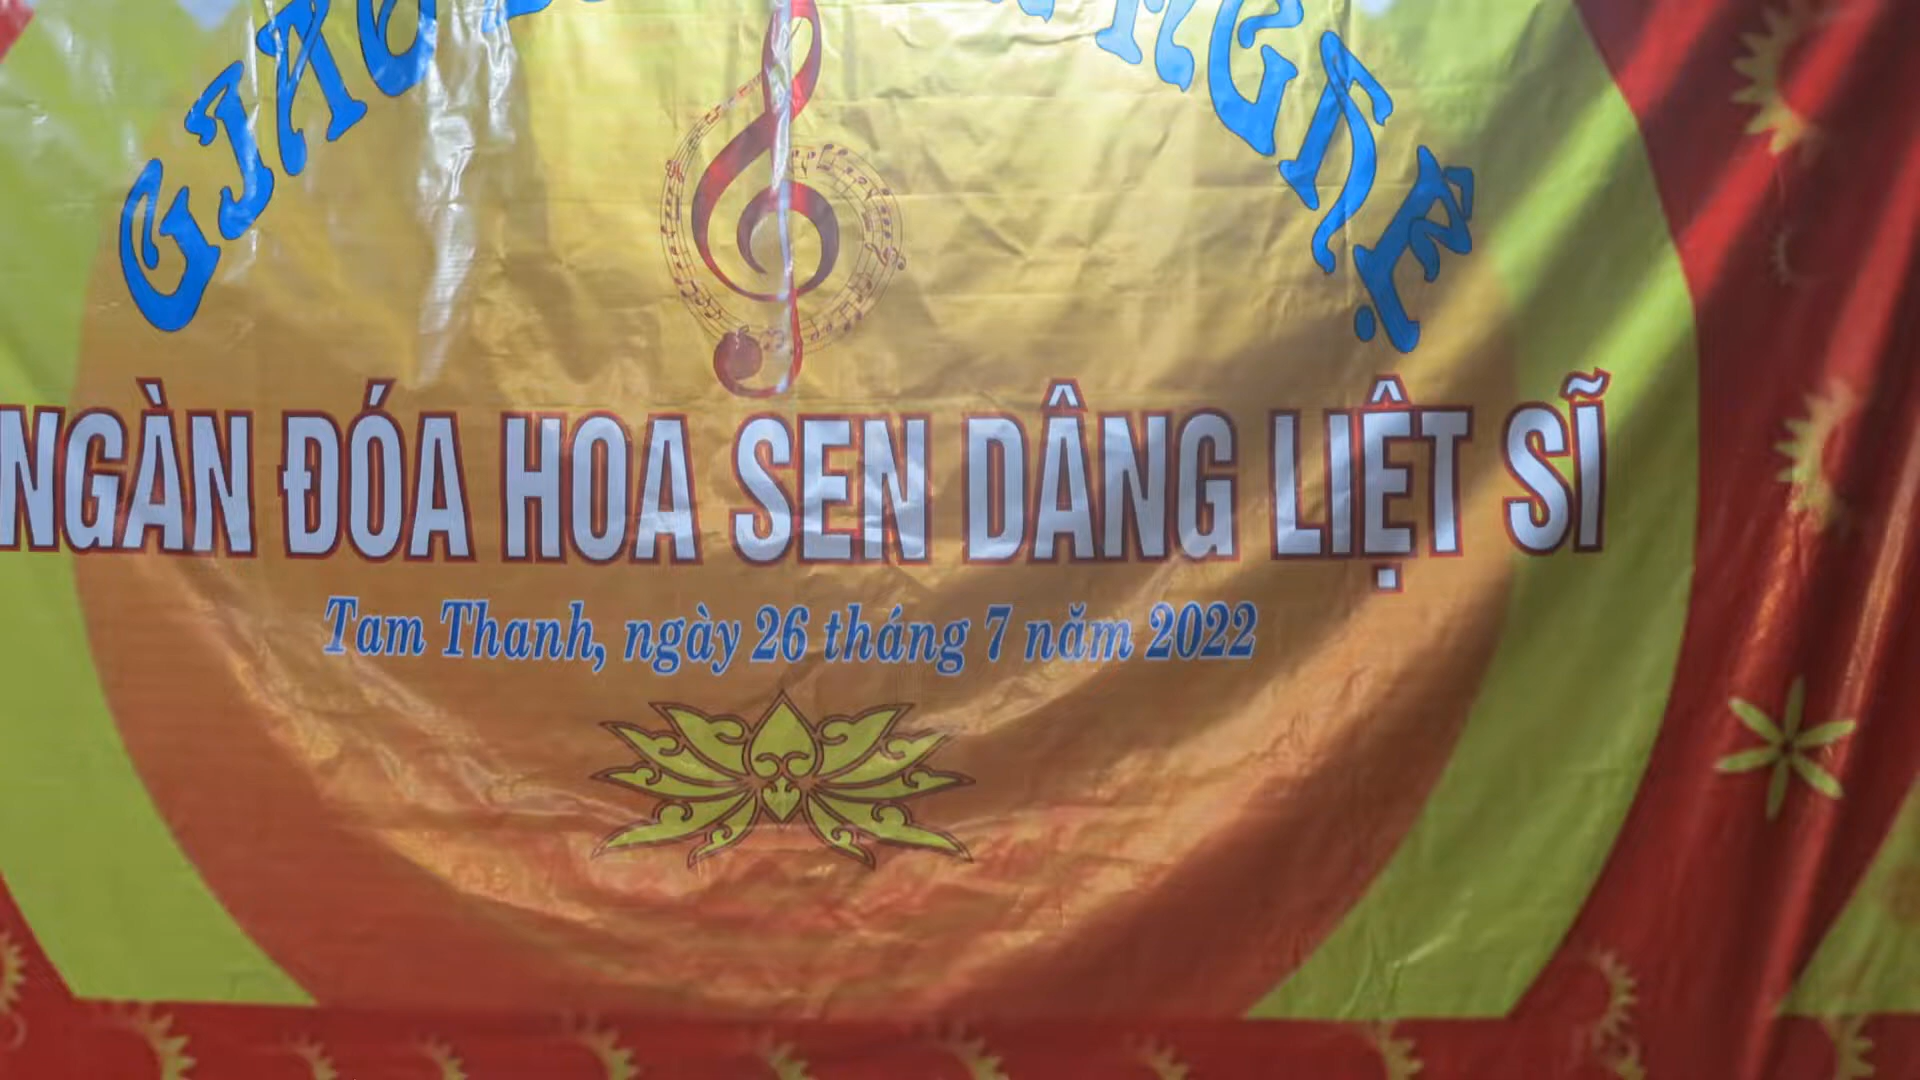 NGÀN ĐÓA HOA SEN DÂNG LIỆT SĨ
Tam Thanh, ngày 26 tháng 7 năm 2022